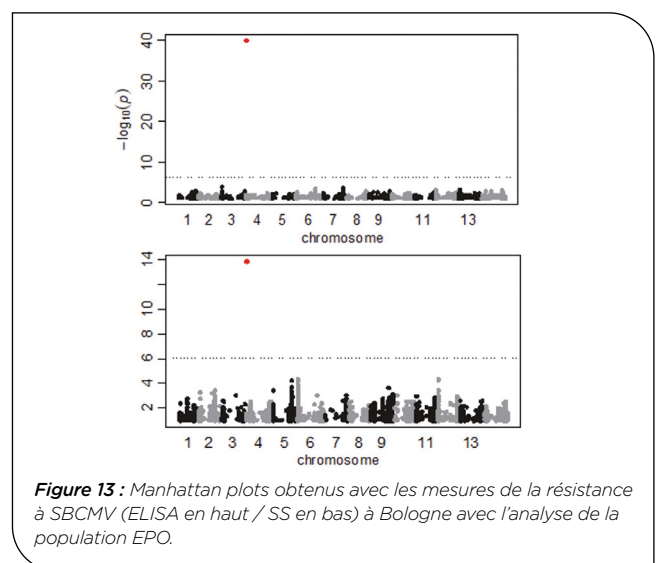 40
30
20
10
0
−log10(p)
1 2 3 4 5 6 7 8 9 11 13
chromosome
14
10
8
6
4
2
1 2 3 4 5 6 7 8 9 11 13
chromosome
Figure 13 : Manhattan plots obtenus avec les mesures de la résistance
à SBCMV (ELISA en haut / SS en bas) à Bologne avec l'analyse de la
population EPO.